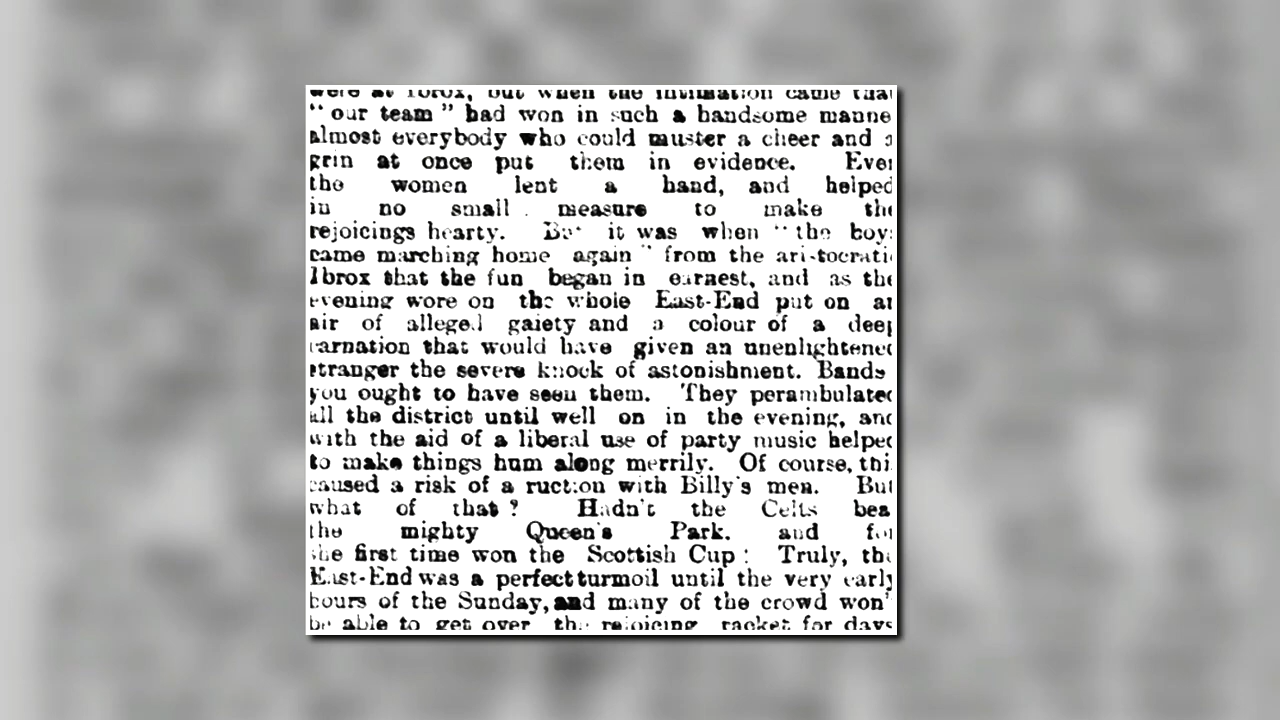 were at Ibrox, but when the intimation came that
“ our team ” had won in such a handsome manne
almost everybody who could muster a cheer and a
grin at once put them in evidence. Even
the women lent a hand, and helped
in no small measure to make the
rejoicings hearty. But it was when “ the boys
came marching home again ” from the aristocratic
Ibrox that the fun began in earnest, and as the
evening wore on the whole East-End put on an
air of alleged gaiety and a colour of a deep
carnation that would have given an unenlightened
stranger the severe knock of astonishment. Bands
you ought to have seen them. They perambulated
all the district until well on in the evening, and
with the aid of a liberal use of party music helped
to make things hum along merrily. Of course, this
caused a risk of a ruction with Billy's men. But
what of that ? Hadn't the Celts bea
the mighty Queen's Park. and for
the first time won the Scottish Cup : Truly, the
East-End was a perfect turmoil until the very early
hours of the Sunday, and many of the crowd won'
be able to get over the rejoicing racket for days